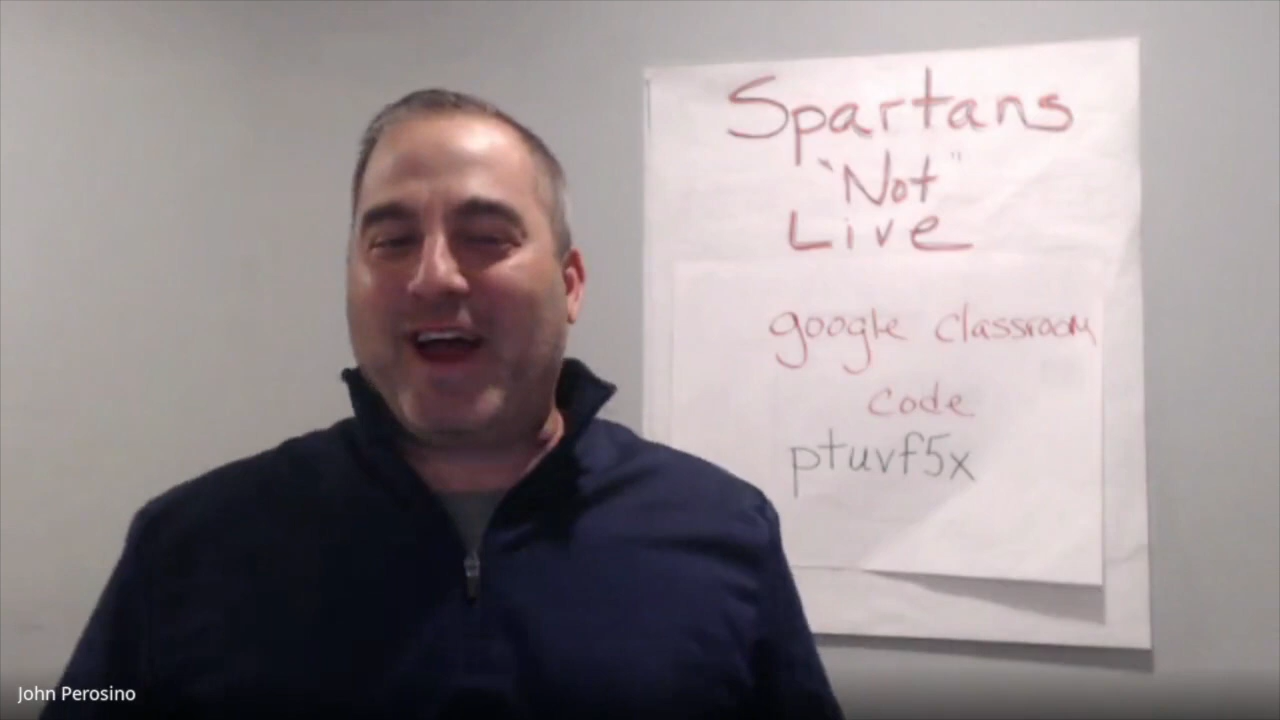 Spartans
"Not"
Live
google classroom
code
ptuvf5x
John Perosino